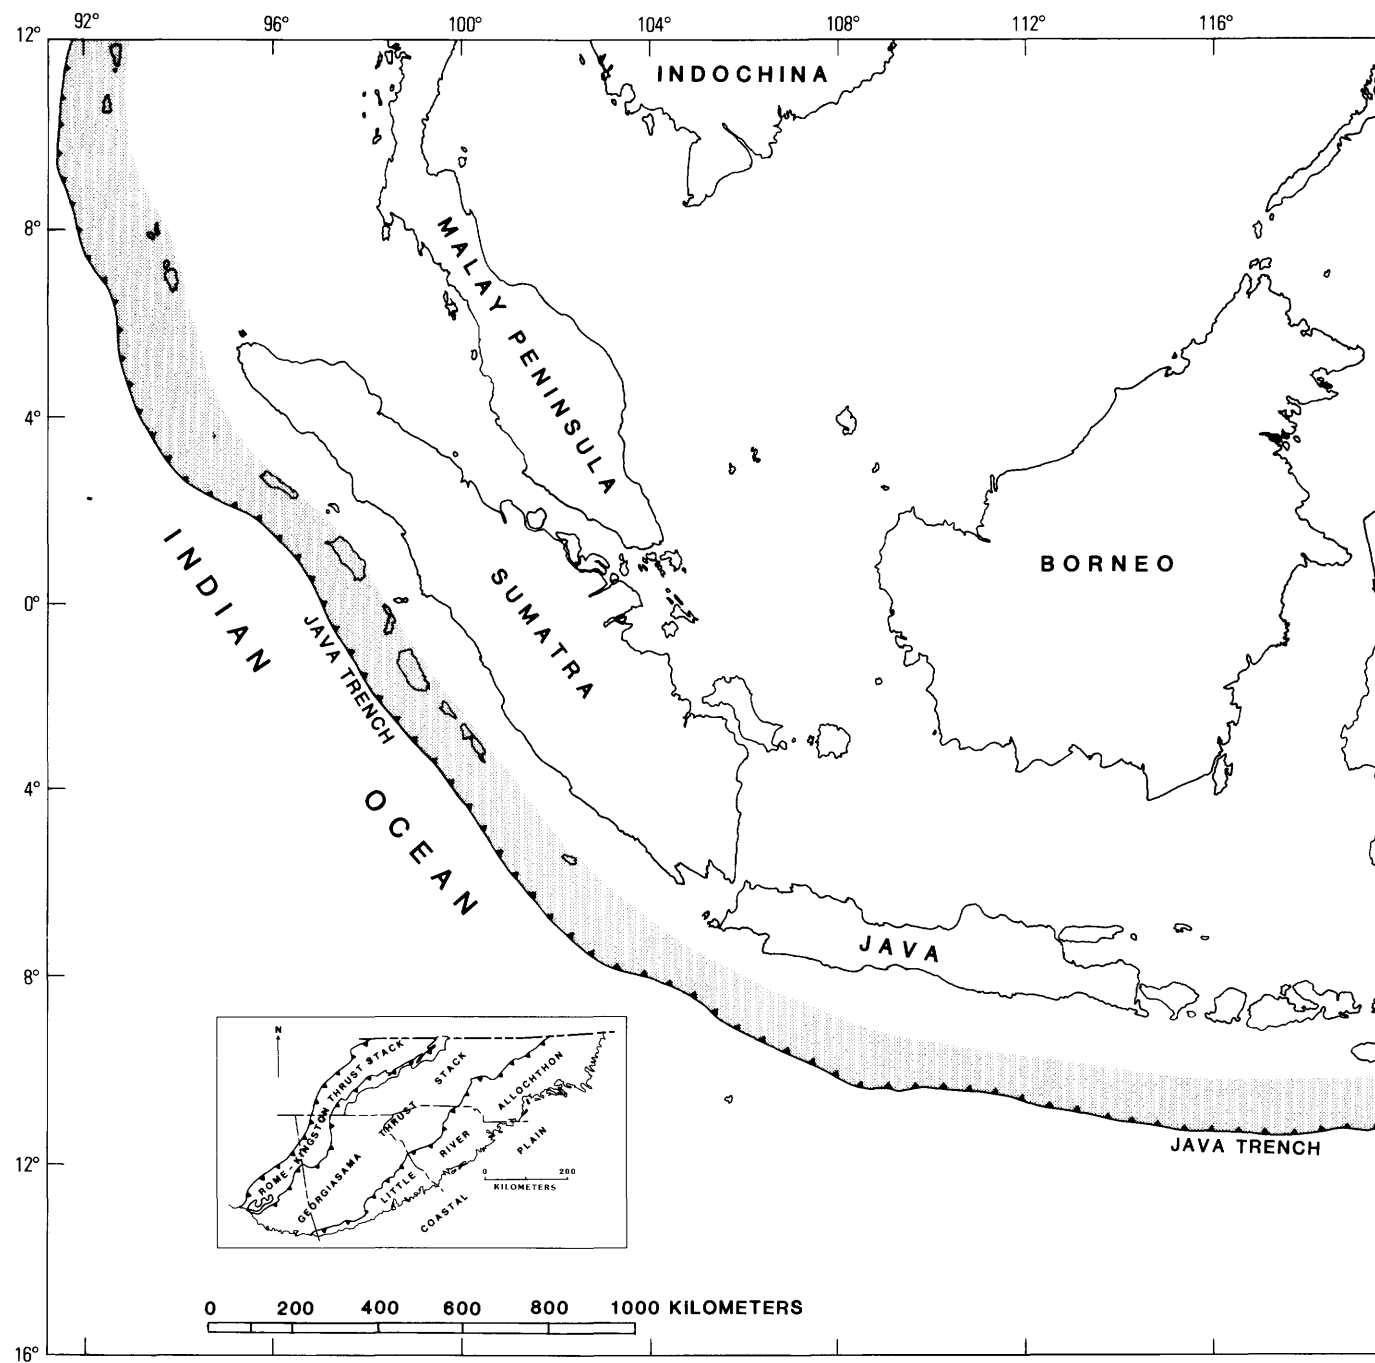 92° 96° 100° 104° 108° 112° 116°
12°
8°
4°
0°
4°
8°
12°
16°
INDOCHINA
MALAY PENINSULA
SUMATRA
BORNEO
INDIAN
OCEAN
JAVA TRENCH
JAVA
JAVA TRENCH
N
ROME-KINGSTON THRUST STACK
GEORGIASAMA THRUST STACK
LITTLE RIVER ALLOCHTHON
COASTAL PLAIN
0 200
KILOMETERS
0 200 400 600 800 1000 KILOMETERS